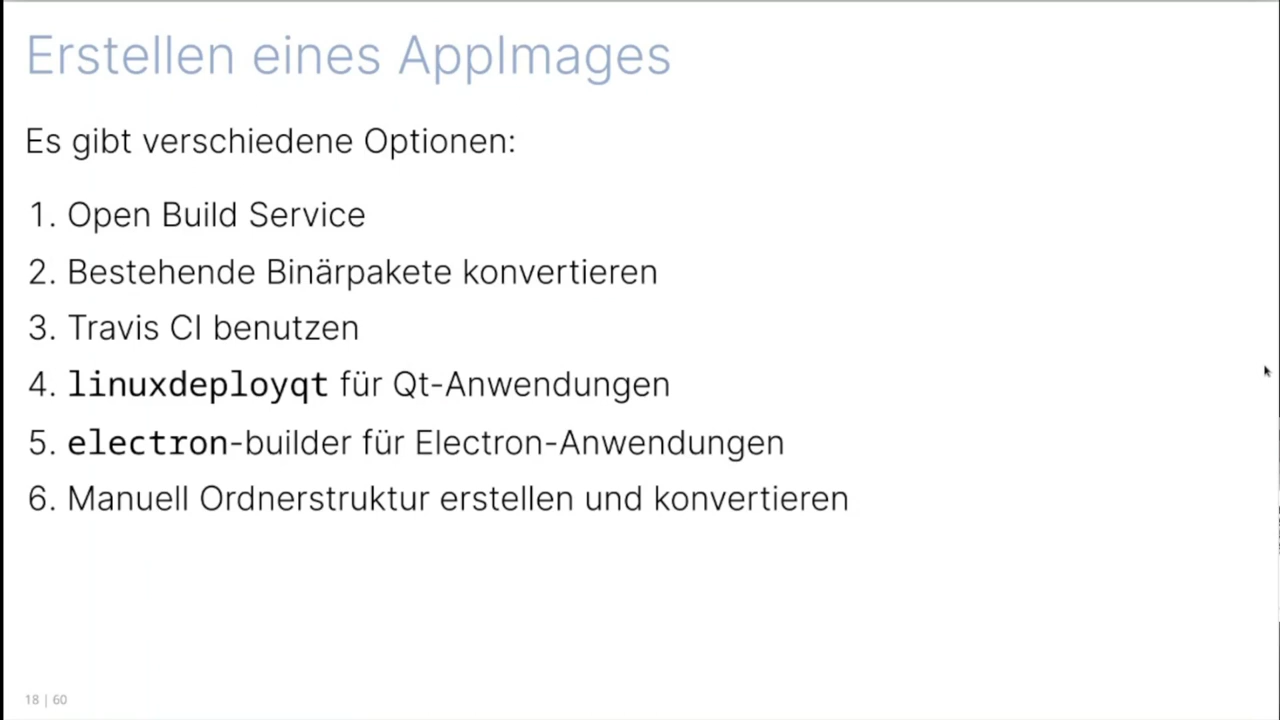 Erstellen eines AppImages
Es gibt verschiedene Optionen:
1. Open Build Service
2. Bestehende Binärpakete konvertieren
3. Travis CI benutzen
4. linuxdeployqt für Qt-Anwendungen
5. electron-builder für Electron-Anwendungen
6. Manuell Ordnerstruktur erstellen und konvertieren
18 | 60